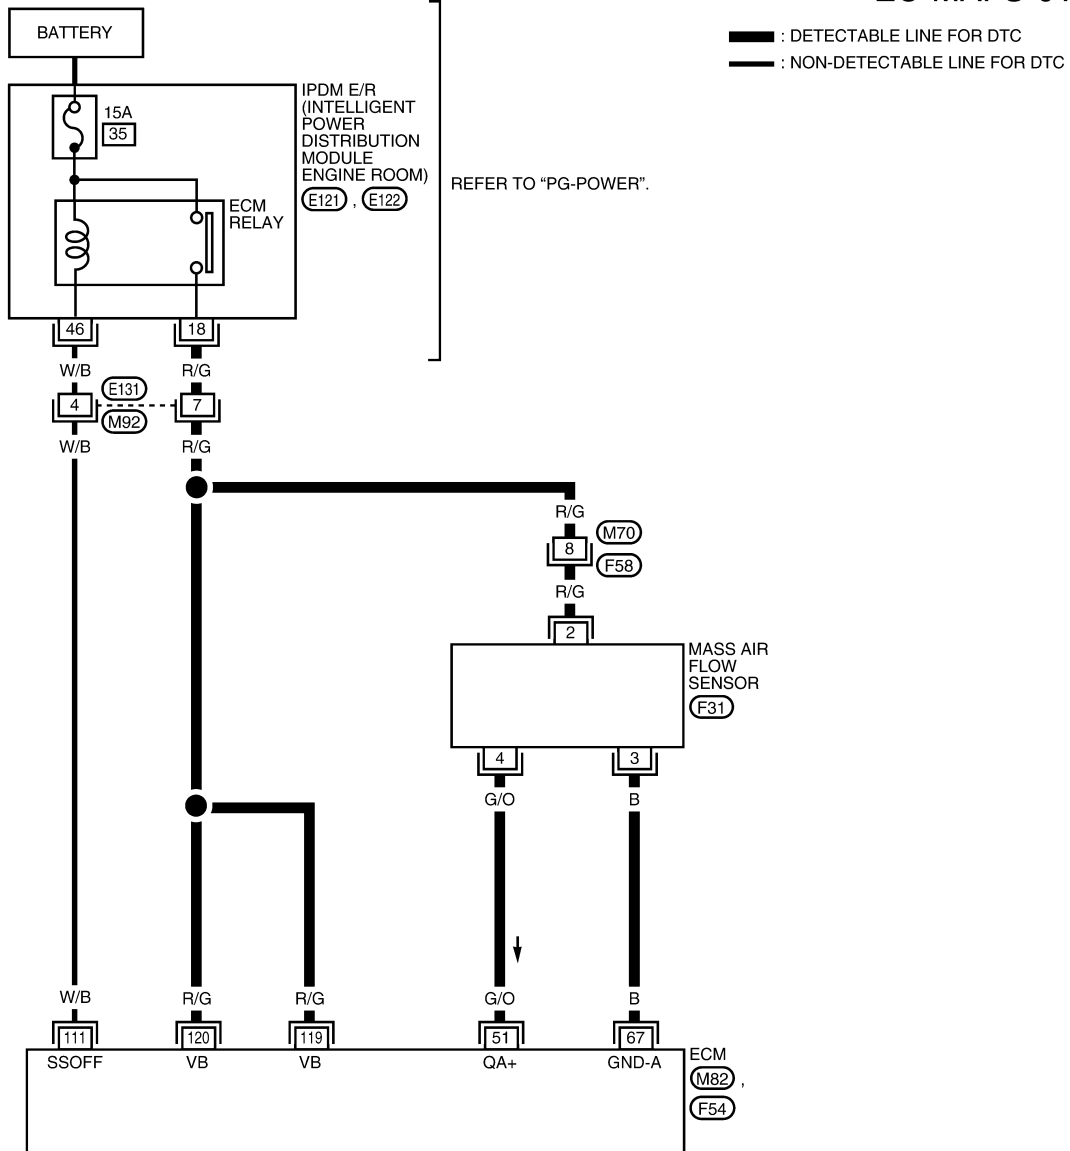 BATTERY
: DETECTABLE LINE FOR DTC
: NON-DETECTABLE LINE FOR DTC
15A
35
IPDM E/R
(INTELLIGENT
POWER
DISTRIBUTION
MODULE
ENGINE ROOM)
E121 , E122
REFER TO “PG-POWER”.
ECM
RELAY
46 18
W/B R/G
4 E131 7
M92
W/B R/G
R/G
8 M70
F58
R/G
2
MASS AIR
FLOW
SENSOR
F31
4 3
G/O B
W/B R/G R/G G/O B
111 120 119 51 67
SSOFF VB VB QA+ GND-A
ECM
M82 ,
F54